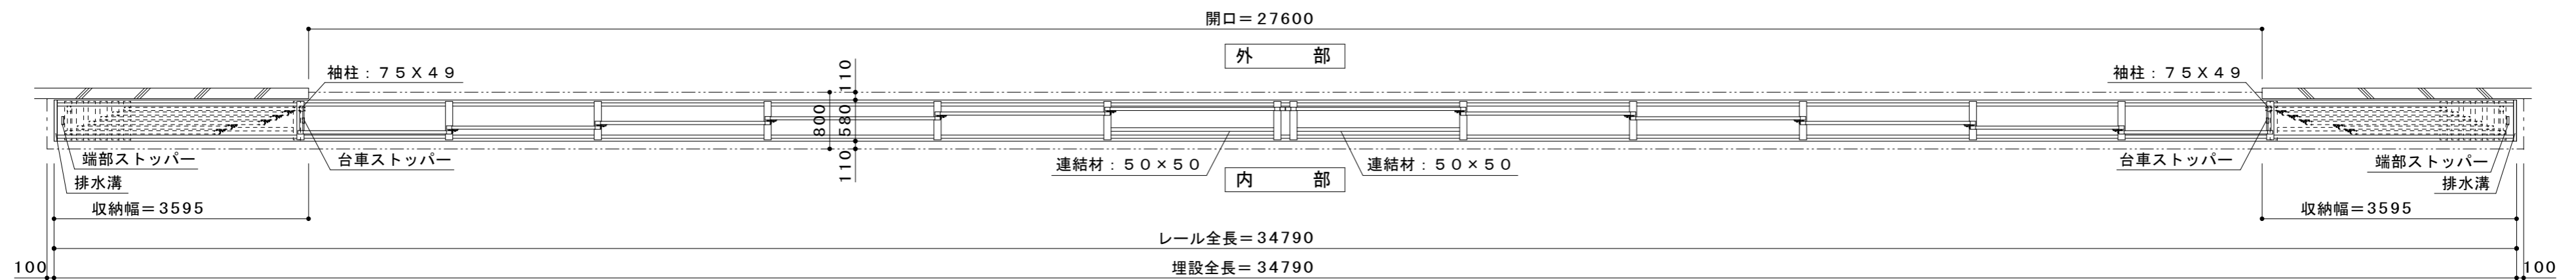 開口＝27600
外　　部
袖柱：７５Ｘ４９
袖柱：７５Ｘ４９
110
800
580
110
端部ストッパー
台車ストッパー
連結材：５０×５０
連結材：５０×５０
台車ストッパー
端部ストッパー
排水溝
内　　部
排水溝
収納幅＝3595
収納幅＝3595
レール全長＝34790
100
埋設全長＝34790
100